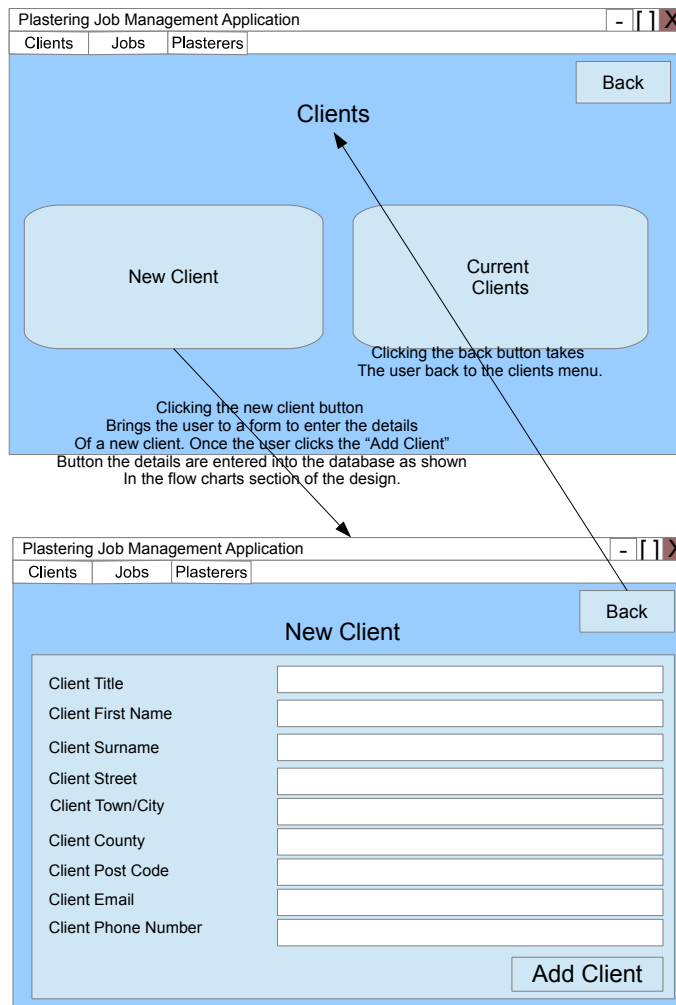 Plastering Job Management Application
- [ ] X
Clients Jobs Plasterers
Back
Clients
New Client
Current
Clients
Clicking the back button takes
The user back to the clients menu.
Clicking the new client button
Brings the user to a form to enter the details
Of a new client. Once the user clicks the “Add Client”
Button the details are entered into the database as shown
In the flow charts section of the design.
Plastering Job Management Application
- [ ] X
Clients Jobs Plasterers
Back
New Client
Client Title
Client First Name
Client Surname
Client Street
Client Town/City
Client County
Client Post Code
Client Email
Client Phone Number
Add Client